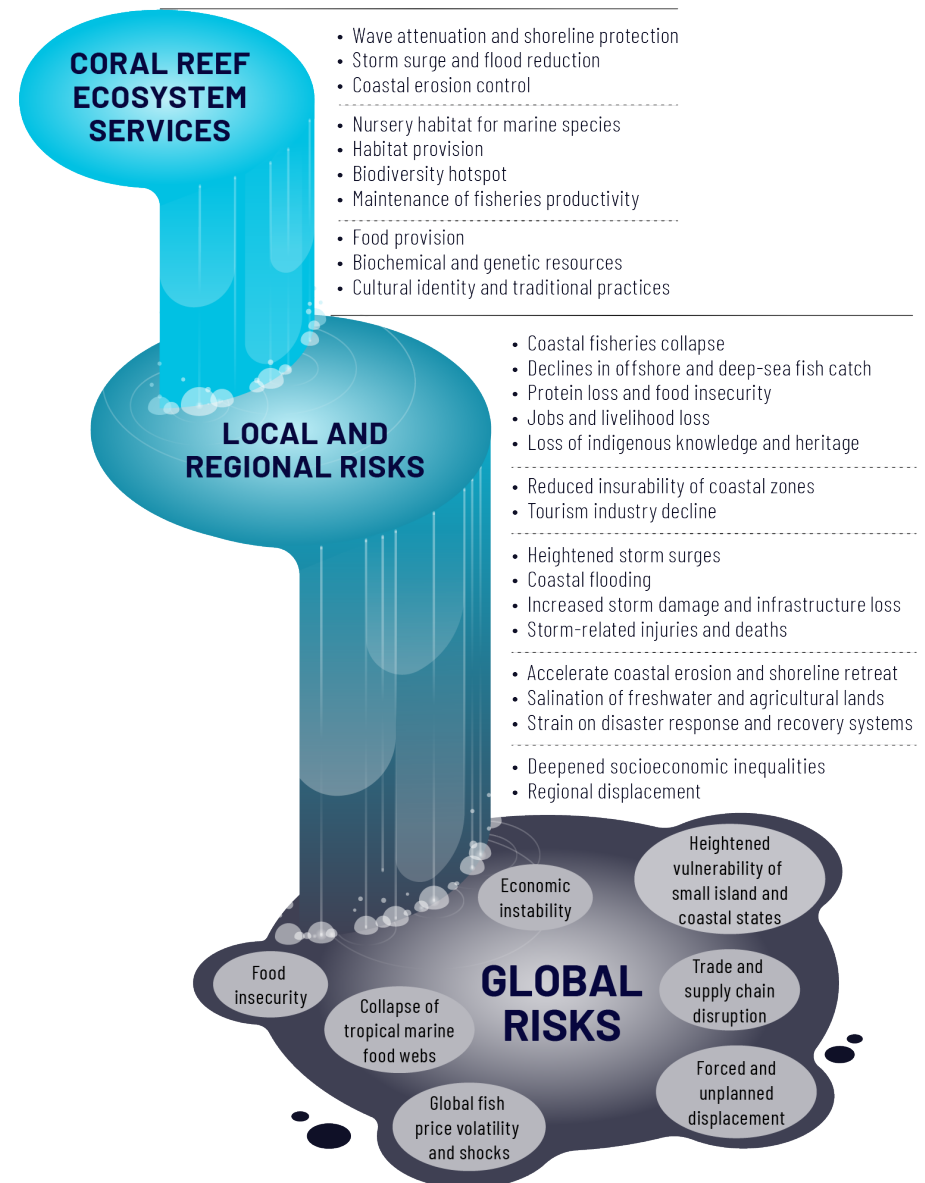 CORAL REEF
ECOSYSTEM
SERVICES
• Wave attenuation and shoreline protection
• Storm surge and flood reduction
• Coastal erosion control
• Nursery habitat for marine species
• Habitat provision
• Biodiversity hotspot
• Maintenance of fisheries productivity
• Food provision
• Biochemical and genetic resources
• Cultural identity and traditional practices
LOCAL AND
REGIONAL RISKS
• Coastal fisheries collapse
• Declines in offshore and deep-sea fish catch
• Protein loss and food insecurity
• Jobs and livelihood loss
• Loss of indigenous knowledge and heritage
• Reduced insurability of coastal zones
• Tourism industry decline
• Heightened storm surges
• Coastal flooding
• Increased storm damage and infrastructure loss
• Storm-related injuries and deaths
• Accelerate coastal erosion and shoreline retreat
• Salination of freshwater and agricultural lands
• Strain on disaster response and recovery systems
• Deepened socioeconomic inequalities
• Regional displacement
GLOBAL
RISKS
Economic
instability
Heightened
vulnerability of
small island and
coastal states
Food
insecurity
Collapse of
tropical marine
food webs
Trade and
supply chain
disruption
Global fish
price volatility
and shocks
Forced and
unplanned
displacement